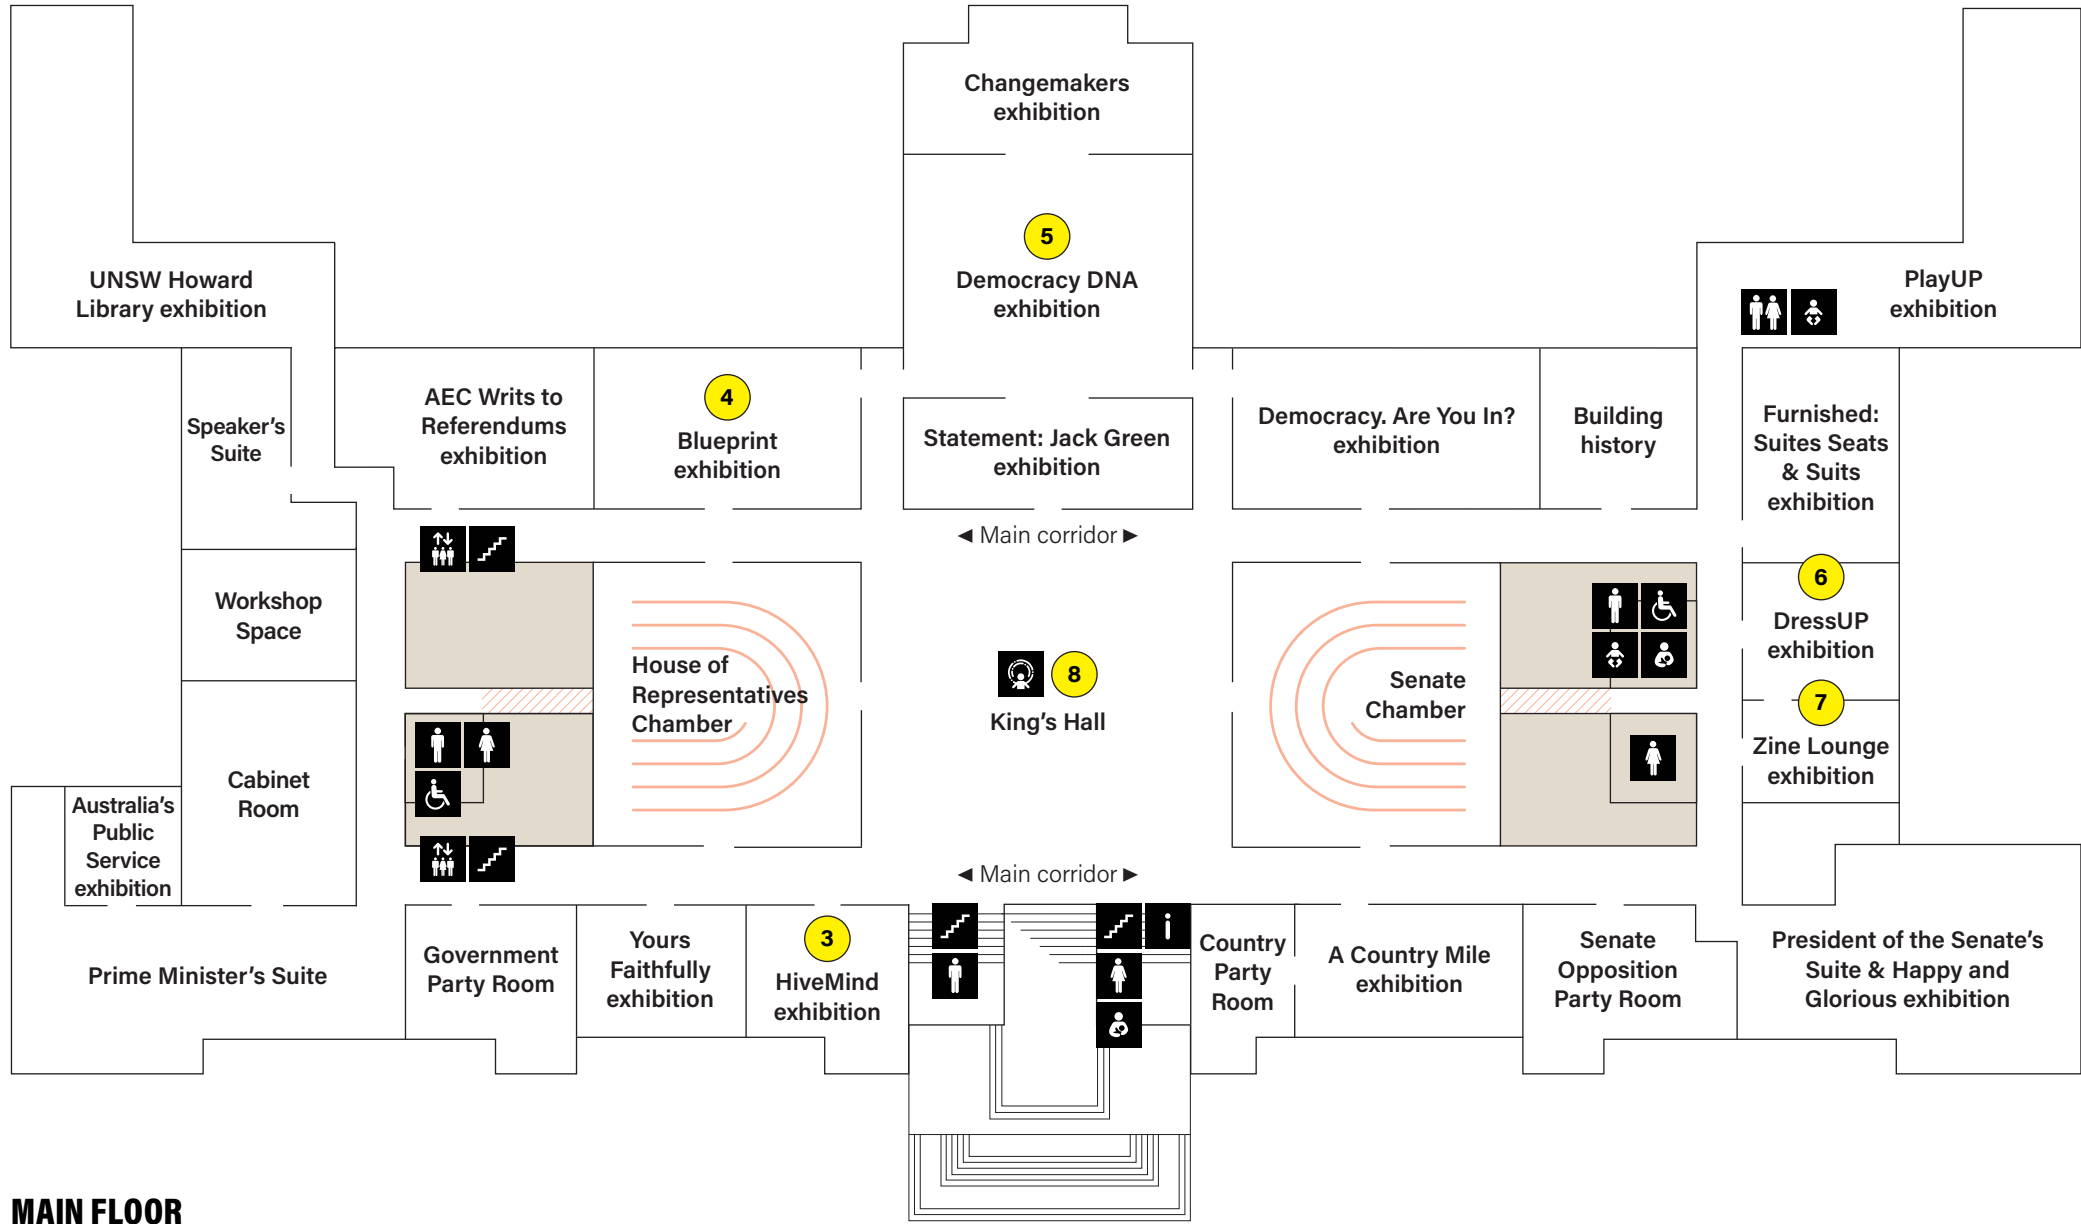 Changemakers
exhibition
5
Democracy DNA
exhibition
UNSW Howard
Library exhibition
PlayUP
exhibition
Speaker's
Suite
AEC Writs to
Referendums
exhibition
4
Blueprint
exhibition
Statement: Jack Green
exhibition
Democracy. Are You In?
exhibition
Building
history
Furnished:
Suites Seats
& Suits
exhibition
◄ Main corridor ►
Workshop
Space
House of
Representatives
Chamber
8
King's Hall
Senate
Chamber
6
DressUP
exhibition
7
Zine Lounge
exhibition
Cabinet
Room
Australia's
Public
Service
exhibition
◄ Main corridor ►
Prime Minister's Suite
Government
Party Room
Yours
Faithfully
exhibition
3
HiveMind
exhibition
i
Country
Party
Room
A Country Mile
exhibition
Senate
Opposition
Party Room
President of the Senate's
Suite & Happy and
Glorious exhibition
MAIN FLOOR